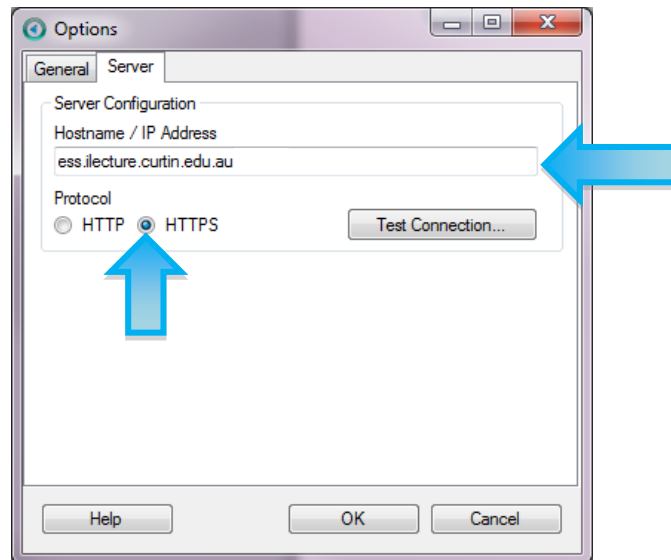 Options
General Server
Server Configuration
Hostname / IP Address
ess.ilecture.curtin.edu.au
Protocol
HTTP HTTPS Test Connection...
Help OK Cancel